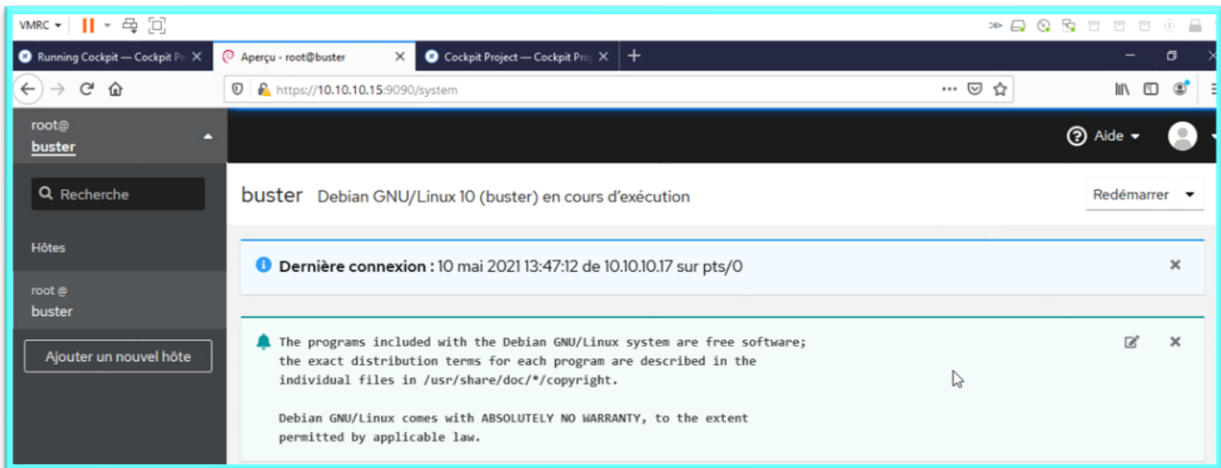 VMRC
Running Cockpit — Cockpit Pr
Aperçu - root@buster
Cockpit Project — Cockpit Proj
https://10.10.10.15:9090/system
root@
buster
Aide
Recherche
buster Debian GNU/Linux 10 (buster) en cours d'exécution
Redémarrer
Hôtes
Dernière connexion : 10 mai 2021 13:47:12 de 10.10.10.17 sur pts/0
root @
buster
Ajouter un nouvel hôte
The programs included with the Debian GNU/Linux system are free software;
the exact distribution terms for each program are described in the
individual files in /usr/share/doc/*/copyright.
Debian GNU/Linux comes with ABSOLUTELY NO WARRANTY, to the extent
permitted by applicable law.